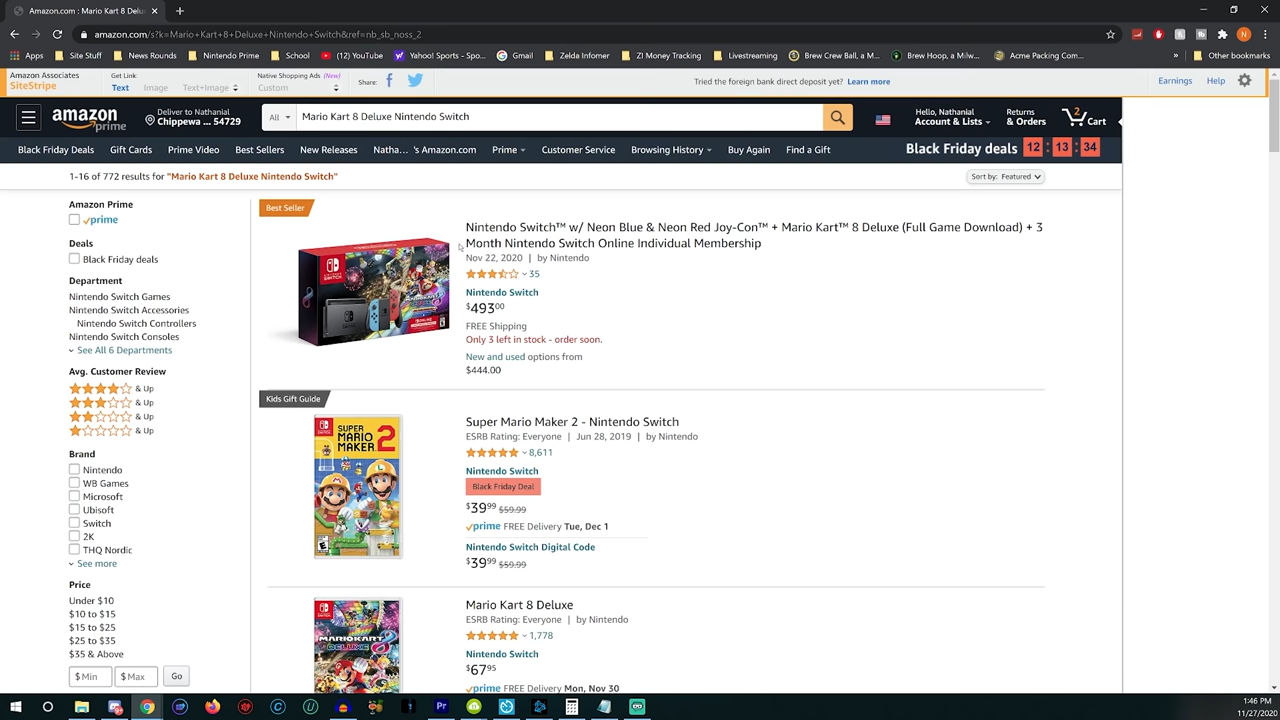 Amazon.com : Mario Kart 8 Delu
amazon.com/s?k=Mario+Kart+8+Deluxe+Nintendo+Switch&ref=nb_sb_noss_2
Apps Site Stuff News Rounds Nintendo Prime School (12) YouTube Yahoo! Sports - Spo... Gmail Zelda Infomer ZI Money Tracking Livestreaming Brew Crew Ball, a M... Brew Hoop, a Milw... Acme Packing Com... » Other bookmarks
Amazon Associates
SiteStripe
Get Link:
Text Image Text+Image
Native Shopping Ads (New)
Custom
Share:
Tried the foreign bank direct deposit yet? Learn more
Earnings Help
amazon
prime
Deliver to Nathanial
Chippewa ... 54729
All Mario Kart 8 Deluxe Nintendo Switch
Hello, Nathanial
Account & Lists
Returns
& Orders
2
Cart
Black Friday Deals Gift Cards Prime Video Best Sellers New Releases Natha... 's Amazon.com Prime Customer Service Browsing History Buy Again Find a Gift
Black Friday deals 12 : 13 : 34
1-16 of 772 results for "Mario Kart 8 Deluxe Nintendo Switch"
Sort by: Featured
Amazon Prime
prime
Deals
Black Friday deals
Department
Nintendo Switch Games
Nintendo Switch Accessories
Nintendo Switch Controllers
Nintendo Switch Consoles
See All 6 Departments
Avg. Customer Review
& Up
& Up
& Up
& Up
Brand
Nintendo
WB Games
Microsoft
Ubisoft
Switch
2K
THQ Nordic
See more
Price
Under $10
$10 to $15
$15 to $25
$25 to $35
$35 & Above
$ Min $ Max Go
Best Seller
Nintendo Switch™ w/ Neon Blue & Neon Red Joy-Con™ + Mario Kart™ 8 Deluxe (Full Game Download) + 3
Month Nintendo Switch Online Individual Membership
Nov 22, 2020 | by Nintendo
35
Nintendo Switch
$49300
FREE Shipping
Only 3 left in stock - order soon.
New and used options from
$444.00
Kids Gift Guide
SUPER
MARIO
MAKER 2
Super Mario Maker 2 - Nintendo Switch
ESRB Rating: Everyone | Jun 28, 2019 | by Nintendo
8,611
Nintendo Switch
Black Friday Deal
$3999 $59.99
prime FREE Delivery Tue, Dec 1
Nintendo Switch Digital Code
$3999 $59.99
MARIOKART
DELUXE 8
Mario Kart 8 Deluxe
ESRB Rating: Everyone | by Nintendo
1,778
Nintendo Switch
$6795
prime FREE Delivery Mon, Nov 30
1:46 PM
11/27/2020